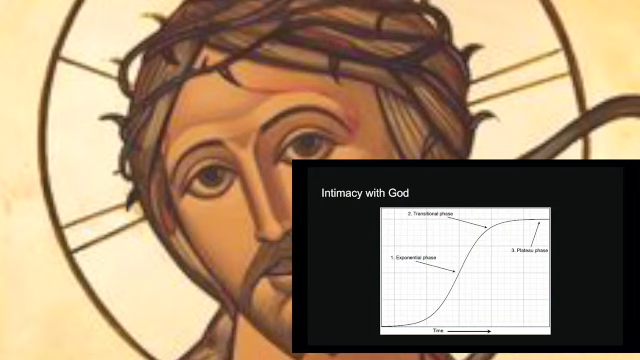 Intimacy with God
2. Transitional phase
3. Plateau phase
1. Exponential phase
Time